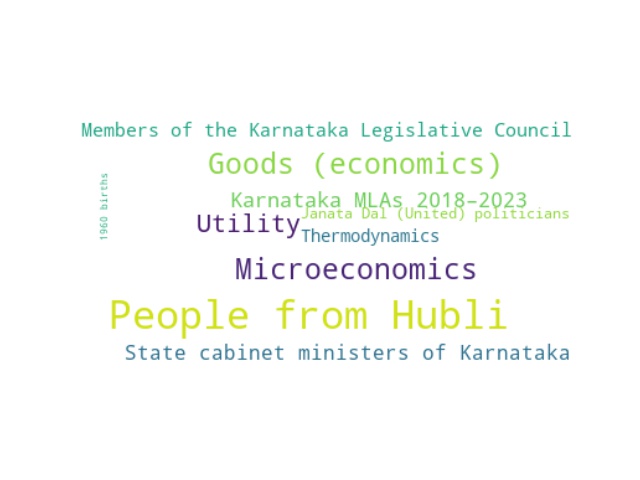 Members of the Karnataka Legislative Council
Goods (economics)
1960 births
Karnataka MLAs 2018–2023
Janata Dal (United) politicians
Utility
Thermodynamics
Microeconomics
People from Hubli
State cabinet ministers of Karnataka